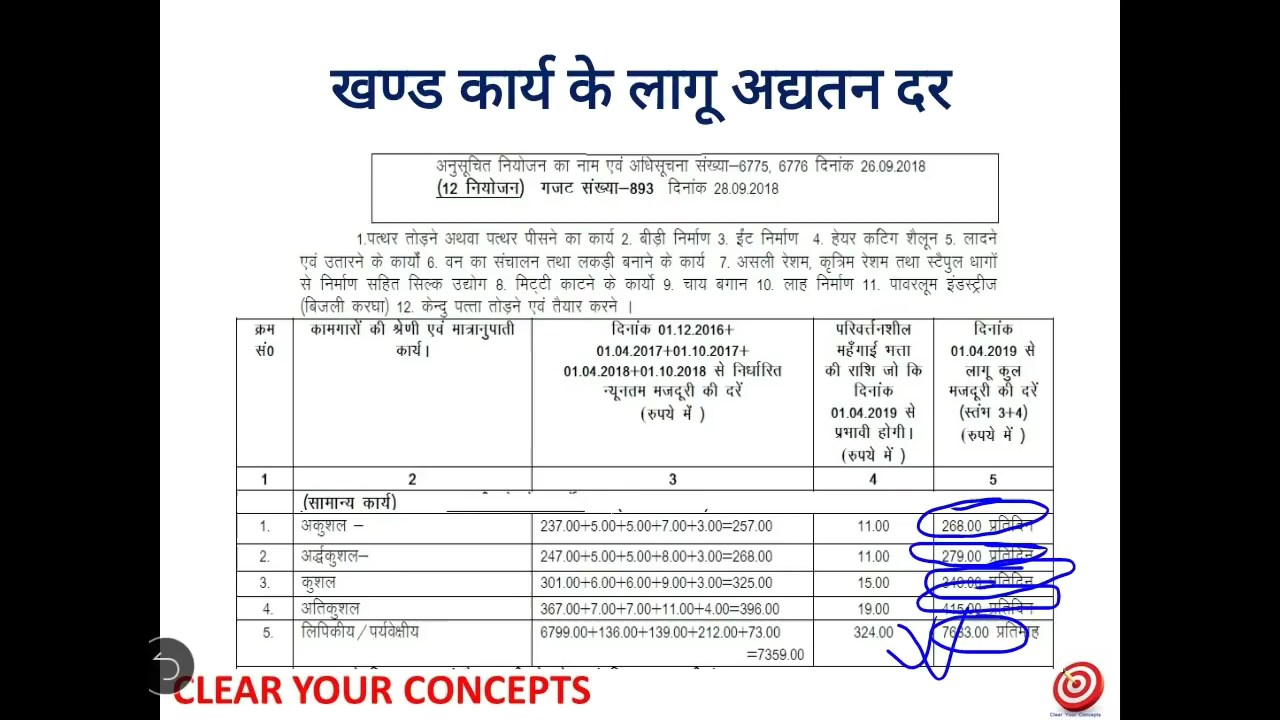 खण्ड कार्य के लागू अद्यतन दर
अनुसूचित नियोजन का नाम एवं अधिसूचना संख्या–6775, 6776 दिनांक 26.09.2018
(12 नियोजन) गजट संख्या–893 दिनांक 28.09.2018
1.पत्थर तोड़ने अथवा पत्थर पीसने का कार्य 2. बीड़ी निर्माण 3. ईंट निर्माण 4. हेयर कटिंग शैलून 5. लादने
एवं उतारने के कार्यों 6. वन का संचालन तथा लकड़ी बनाने के कार्य 7. असली रेशम, कृत्रिम रेशम तथा स्टैपुल धागों
से निर्माण सहित सिल्क उद्योग 8. मिट्टी काटने के कार्यो 9. चाय बगान 10. लाह निर्माण 11. पावरलूम इंडस्ट्रीज
(बिजली करघा) 12. केन्दु पत्त्ता तोड़ने एवं तैयार करने ।
क्रम सं0
कामगारों की श्रेणी एवं मात्रानुपाती
कार्य।
दिनांक 01.12.2016+
01.04.2017+01.10.2017+
01.04.2018+01.10.2018 से निर्धारित
न्यूनतम मजदूरी की दरें
(रुपये में )
परिवर्त्तनशील
महँगाई भत्ता
की राशि जो कि
दिनांक
01.04.2019 से
प्रभावी होगी।
(रुपये में )
दिनांक
01.04.2019 से
लागू कुल
मजदूरी की दरें
(स्तंभ 3+4)
(रुपये में )
1 2 3 4 5
(सामान्य कार्य)
1. अकुशल – 237.00+5.00+5.00+7.00+3.00=257.00 11.00 268.00 प्रतिदिन
2. अर्द्धकुशल– 247.00+5.00+5.00+8.00+3.00=268.00 11.00 279.00 प्रतिदिन
3. कुशल 301.00+6.00+6.00+9.00+3.00=325.00 15.00 340.00 प्रतिदिन
4. अतिकुशल 367.00+7.00+7.00+11.00+4.00=396.00 19.00 415.00 प्रतिदिन
5. लिपिकीय / पर्यवेक्षीय 6799.00+136.00+139.00+212.00+73.00 324.00 7683.00 प्रतिमाह
=7359.00
CLEAR YOUR CONCEPTS
Clear Your Concepts